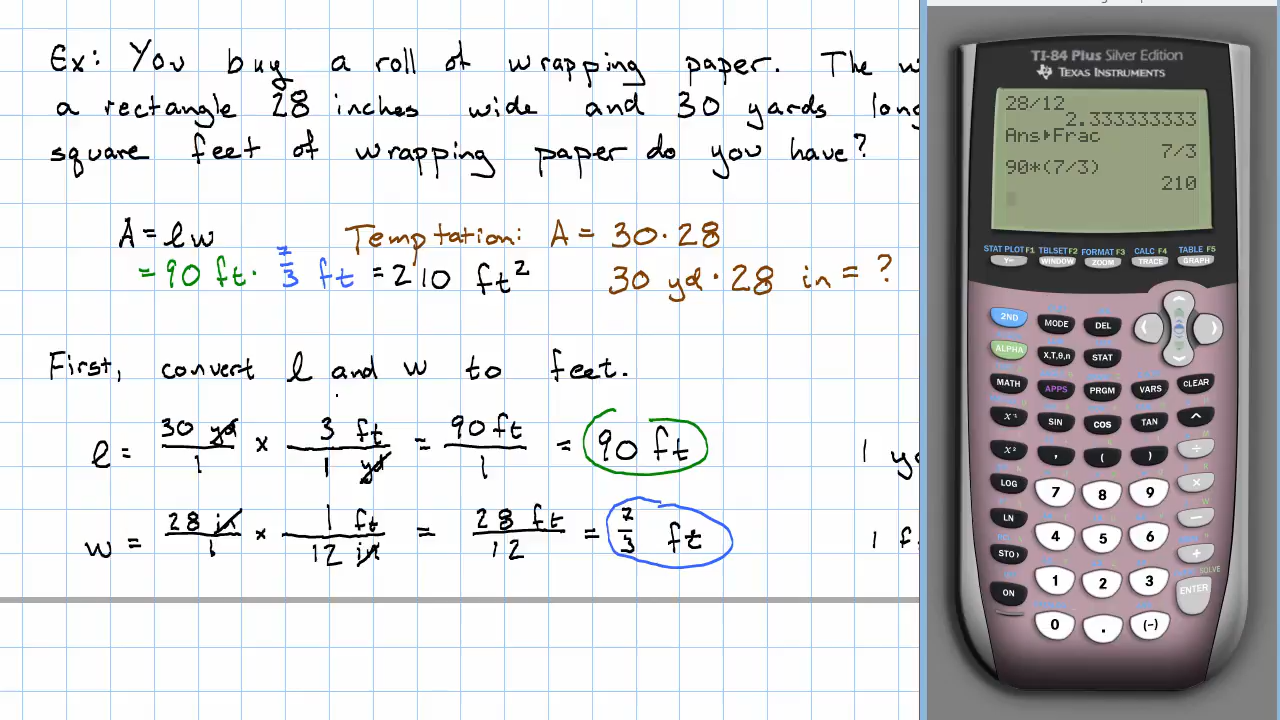 Ex: You buy a roll of wrapping paper. The w
a rectangle 28 inches wide and 30 yards long
square feet of wrapping paper do you have?
A = lw
= 90 ft · 7/3 ft = 210 ft²
Temptation: A = 30·28
30 yd · 28 in = ?
First, convert l and w to feet.
l = 30 yd/1 × 3 ft/1 yd = 90 ft/1 = 90 ft
1 y
w = 28 in/1 × 1 ft/12 in = 28 ft/12 = 7/3 ft
1 f
TI-84 Plus Silver Edition
TEXAS INSTRUMENTS
28/12
2.333333333
Ans▸Frac
7/3
90*(7/3)
210
STAT PLOT F1 TBLSET F2 FORMAT F3 CALC F4 TABLE F5
Y= WINDOW ZOOM TRACE GRAPH
2ND MODE DEL
ALPHA X,T,θ,n STAT
MATH APPS PRGM VARS CLEAR
x⁻¹ SIN COS TAN ^
x² , ( ) ÷
LOG 7 8 9 ×
LN 4 5 6 −
STO› 1 2 3 +
SOLVE
ON 0 . (-) ENTER